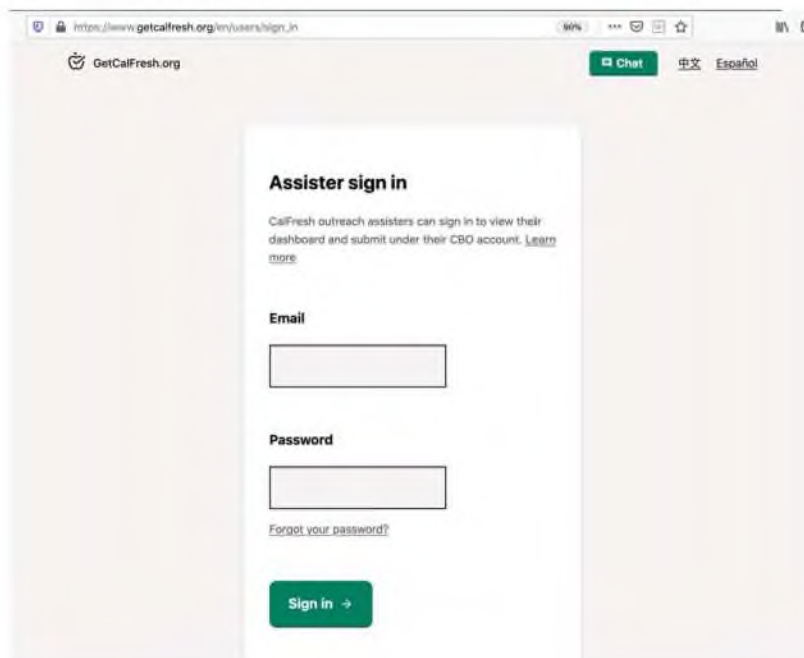 https://www.getcalfresh.org/en/users/sign_in
90%
GetCalFresh.org
Chat
中文
Español
Assister sign in
CalFresh outreach assisters can sign in to view their
dashboard and submit under their CBO account. Learn
more
Email
Password
Forgot your password?
Sign in →